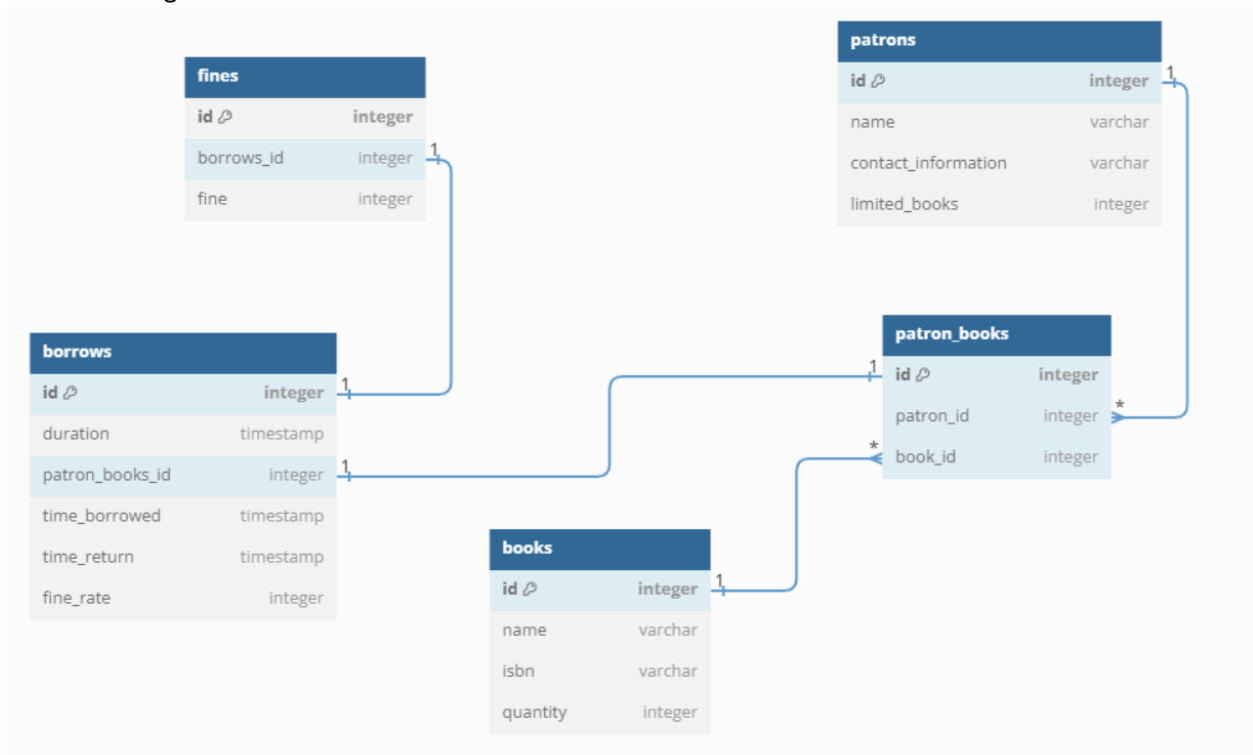 fines
id integer
borrows_id integer
fine integer
1
patrons
id integer
name varchar
contact_information varchar
limited_books integer
1
borrows
id integer
duration timestamp
patron_books_id integer
time_borrowed timestamp
time_return timestamp
fine_rate integer
1
1
patron_books
id integer
patron_id integer
book_id integer
1
*
*
books
id integer
name varchar
isbn varchar
quantity integer
1